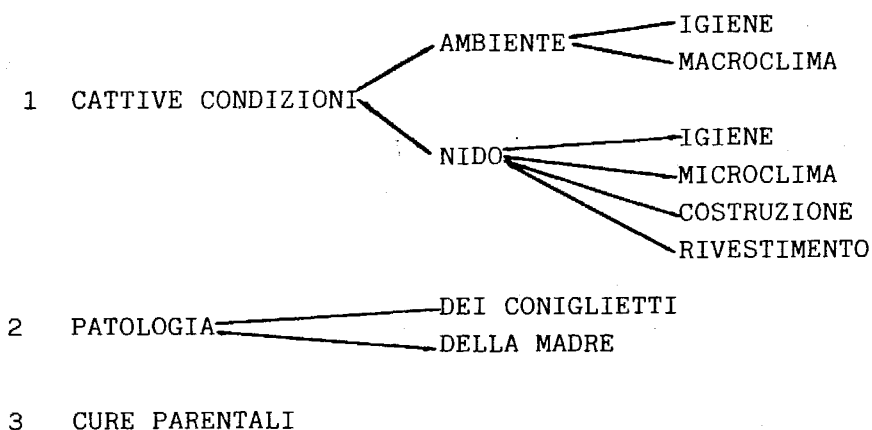 IGIENE
AMBIENTE
MACROCLIMA
1 CATTIVE CONDIZIONI
IGIENE
NIDO
MICROCLIMA
COSTRUZIONE
RIVESTIMENTO
DEI CONIGLIETTI
2 PATOLOGIA
DELLA MADRE
3 CURE PARENTALI